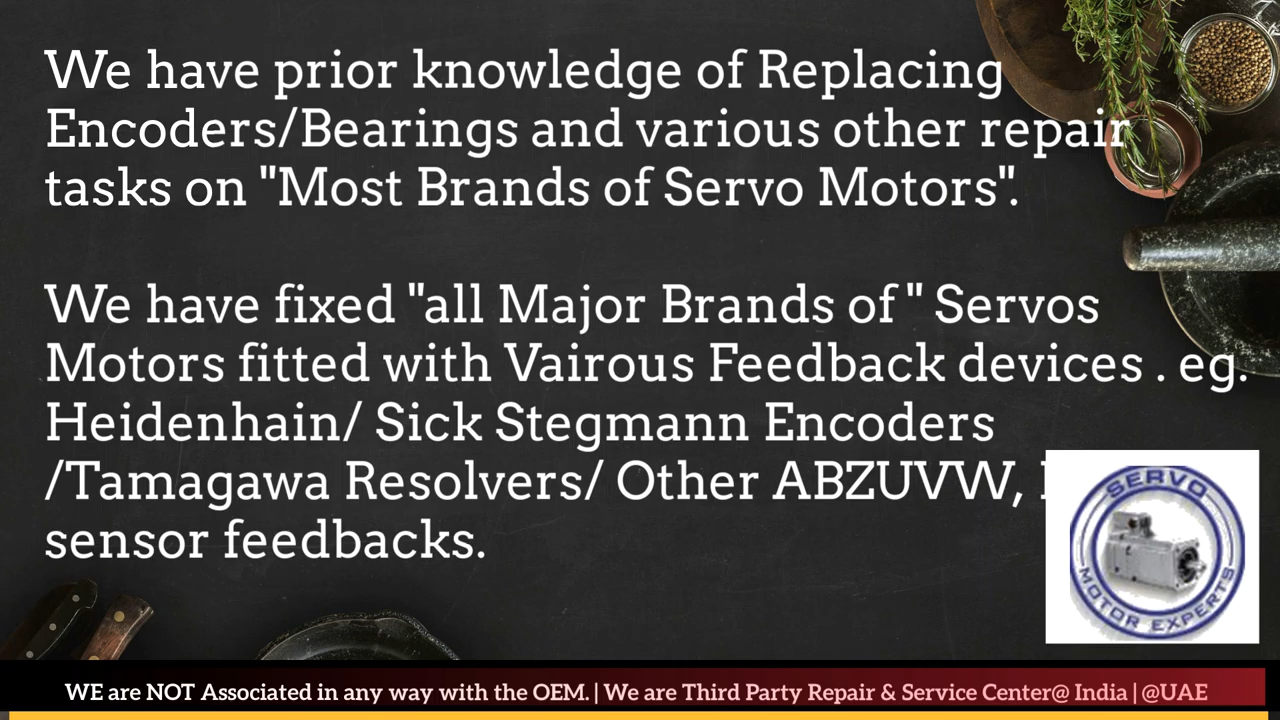 We have prior knowledge of Replacing
Encoders/Bearings and various other repair
tasks on "Most Brands of Servo Motors".
We have fixed "all Major Brands of " Servos
Motors fitted with Vairous Feedback devices . eg.
Heidenhain/ Sick Stegmann Encoders
/Tamagawa Resolvers/ Other ABZUVW,
sensor feedbacks.
SERVO
MOTOR EXPERTS
WE are NOT Associated in any way with the OEM. | We are Third Party Repair & Service Center@ India | @UAE